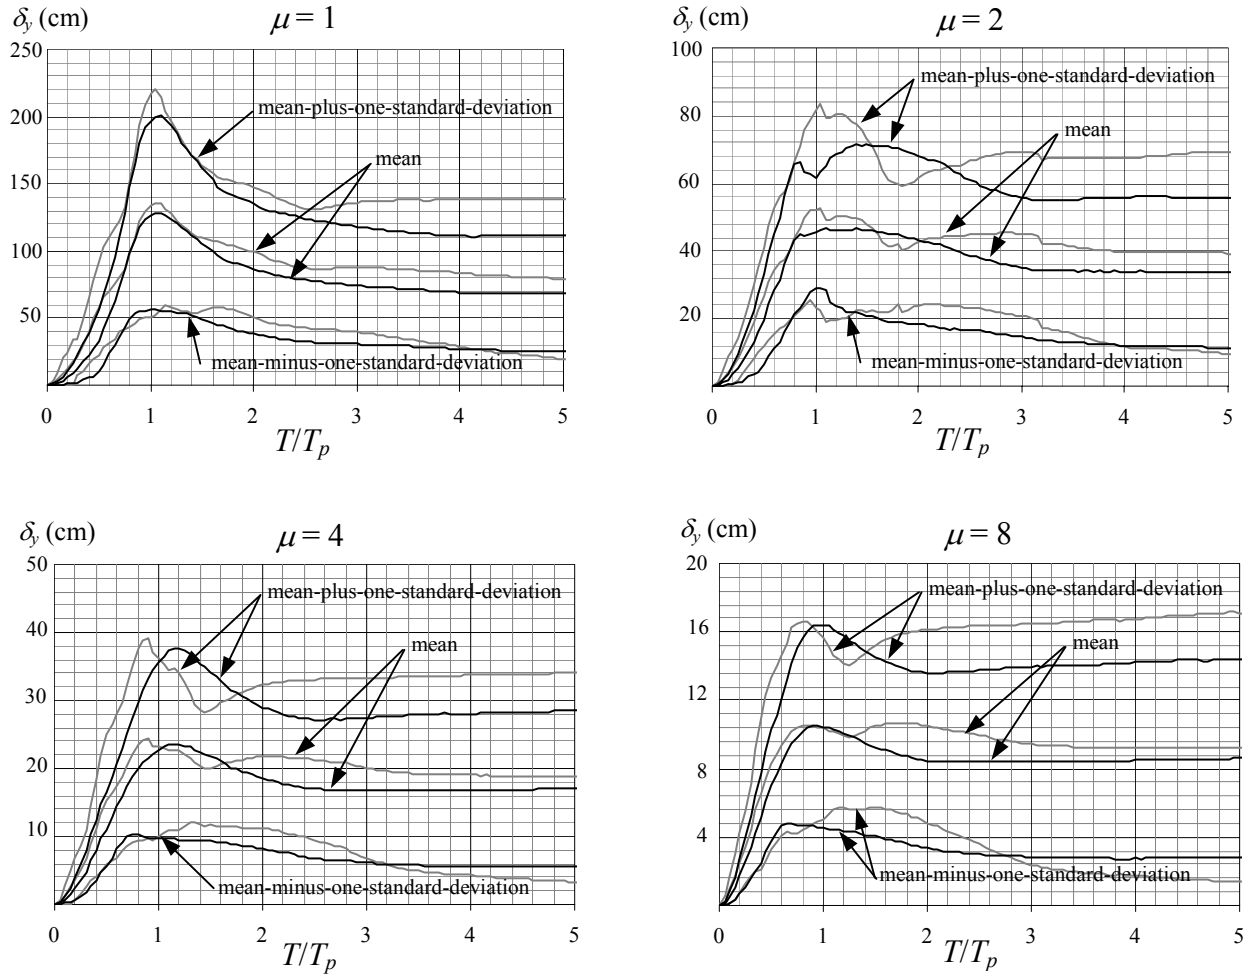 δy (cm)
μ = 1
250
200
150
100
50
0
mean-plus-one-standard-deviation
mean
mean-minus-one-standard-deviation
0 1 2 3 4 5
T/Tp
δy (cm)
μ = 2
100
80
60
40
20
0
mean-plus-one-standard-deviation
mean
mean-minus-one-standard-deviation
0 1 2 3 4 5
T/Tp
δy (cm)
μ = 4
50
40
30
20
10
0
mean-plus-one-standard-deviation
mean
mean-minus-one-standard-deviation
0 1 2 3 4 5
T/Tp
δy (cm)
μ = 8
20
16
12
8
4
0
mean-plus-one-standard-deviation
mean
mean-minus-one-standard-deviation
0 1 2 3 4 5
T/Tp